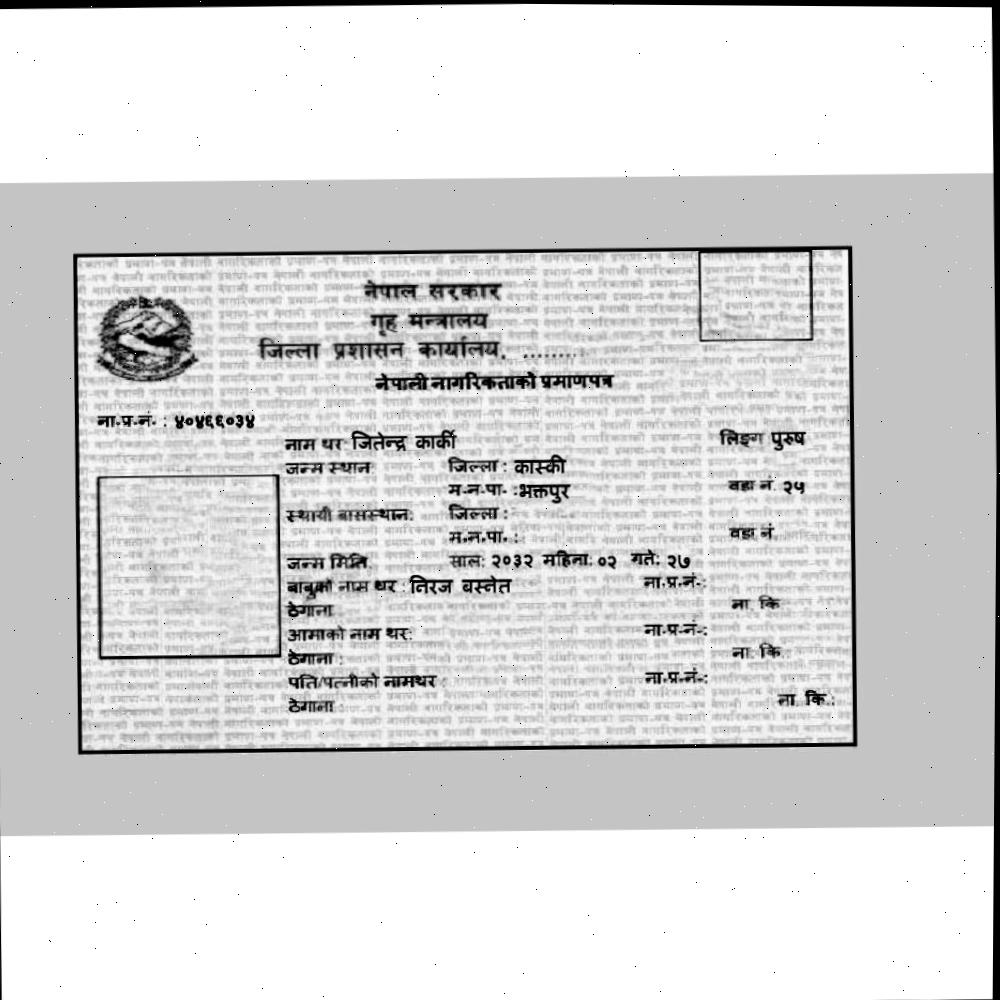 नेपाल सरकार
गृह मन्त्रालय
जिल्ला प्रशासन कार्यालय, ........
नेपाली नागरिकताको प्रमाणपत्र
ना.प्र.नं. : ४०४६६०३४
नाम थर: जितेन्द्र कार्की लिङ्ग पुरुष
जन्म स्थान: जिल्ला : कास्की
म.न.पा. : भक्तपुर वडा नं. २५
स्थायी बासस्थान: जिल्ला :
म.न.पा. : वडा नं.
जन्म मिति: साल: २०३२ महिना: ०२ गते: २७
बाबुको नाम थर : तिरज बस्नेत ना.प्र.नं.:
ठेगाना : ना. कि.:
आमाको नाम थर: ना.प्र.नं.:
ठेगाना : ना. कि.:
पति/पत्नीको नामथर : ना.प्र.नं.:
ठेगाना : ना. कि.: